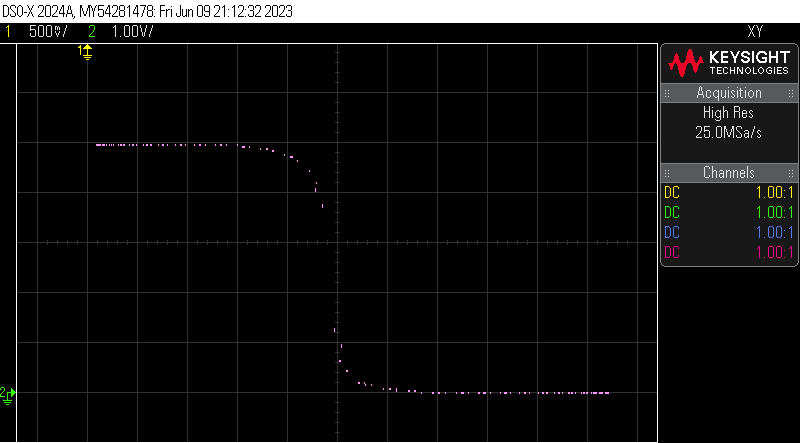 DSO-X 2024A, MY54281478: Fri Jun 09 21:12:32 2023
1 500mV/ 2 1.00V/ XY
1
KEYSIGHT
TECHNOLOGIES
Acquisition
High Res
25.0MSa/s
Channels
DC 1.00:1
DC 1.00:1
DC 1.00:1
DC 1.00:1
2